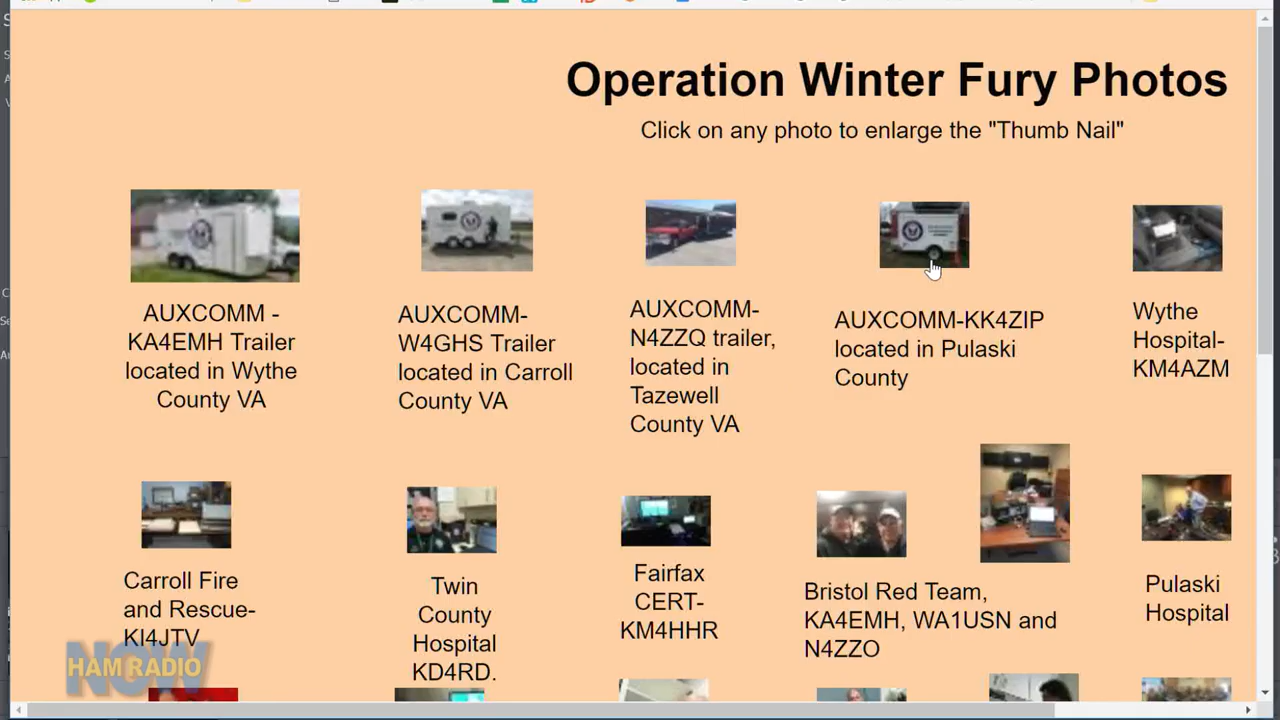 Operation Winter Fury Photos
Click on any photo to enlarge the "Thumb Nail"
AUXCOMM -
KA4EMH Trailer
located in Wythe
County VA
AUXCOMM-
W4GHS Trailer
located in Carroll
County VA
AUXCOMM-
N4ZZQ trailer,
located in
Tazewell
County VA
AUXCOMM-KK4ZIP
located in Pulaski
County
Wythe
Hospital-
KM4AZM
Carroll Fire
and Rescue-
KI4JTV
Twin
County
Hospital
KD4RD.
Fairfax
CERT-
KM4HHR
Bristol Red Team,
KA4EMH, WA1USN and
N4ZZO
Pulaski
Hospital
HAM RADIO
NOW